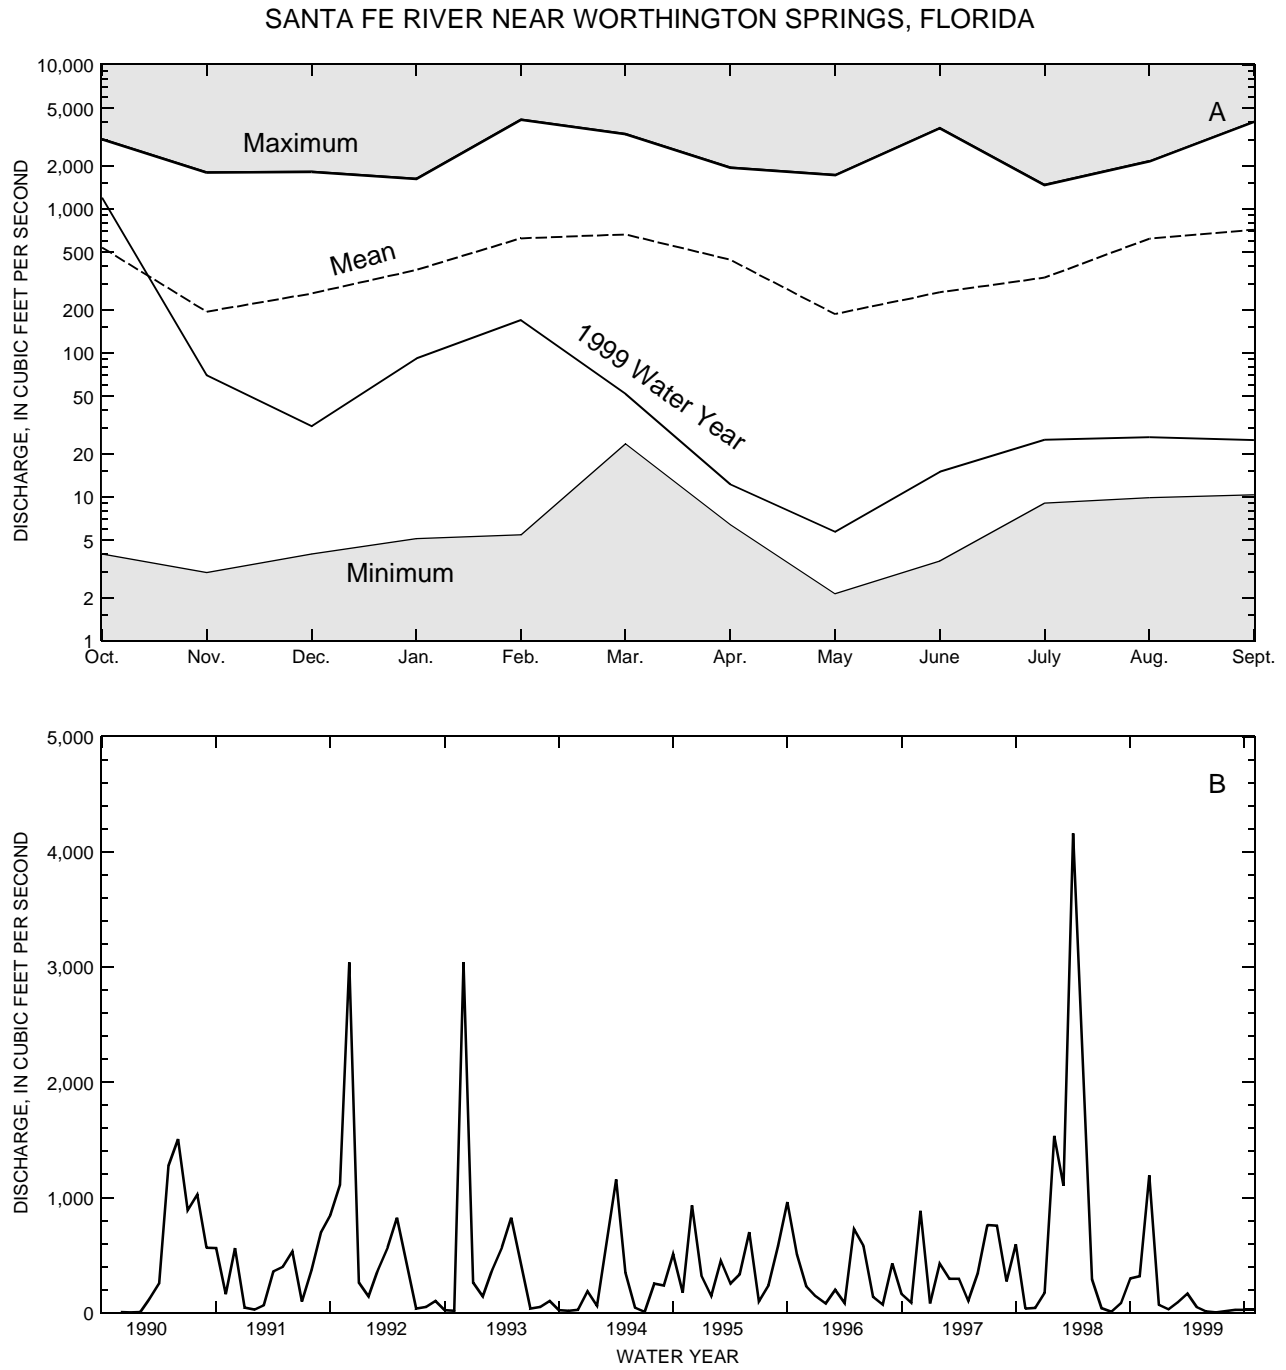 SANTA FE RIVER NEAR WORTHINGTON SPRINGS, FLORIDA
DISCHARGE, IN CUBIC FEET PER SECOND
10,000
5,000
2,000
1,000
500
200
100
50
20
10
5
2
1
A
Maximum
Mean
1999 Water Year
Minimum
Oct. Nov. Dec. Jan. Feb. Mar. Apr. May June July Aug. Sept.
DISCHARGE, IN CUBIC FEET PER SECOND
5,000
4,000
3,000
2,000
1,000
0
B
1990 1991 1992 1993 1994 1995 1996 1997 1998 1999
WATER YEAR